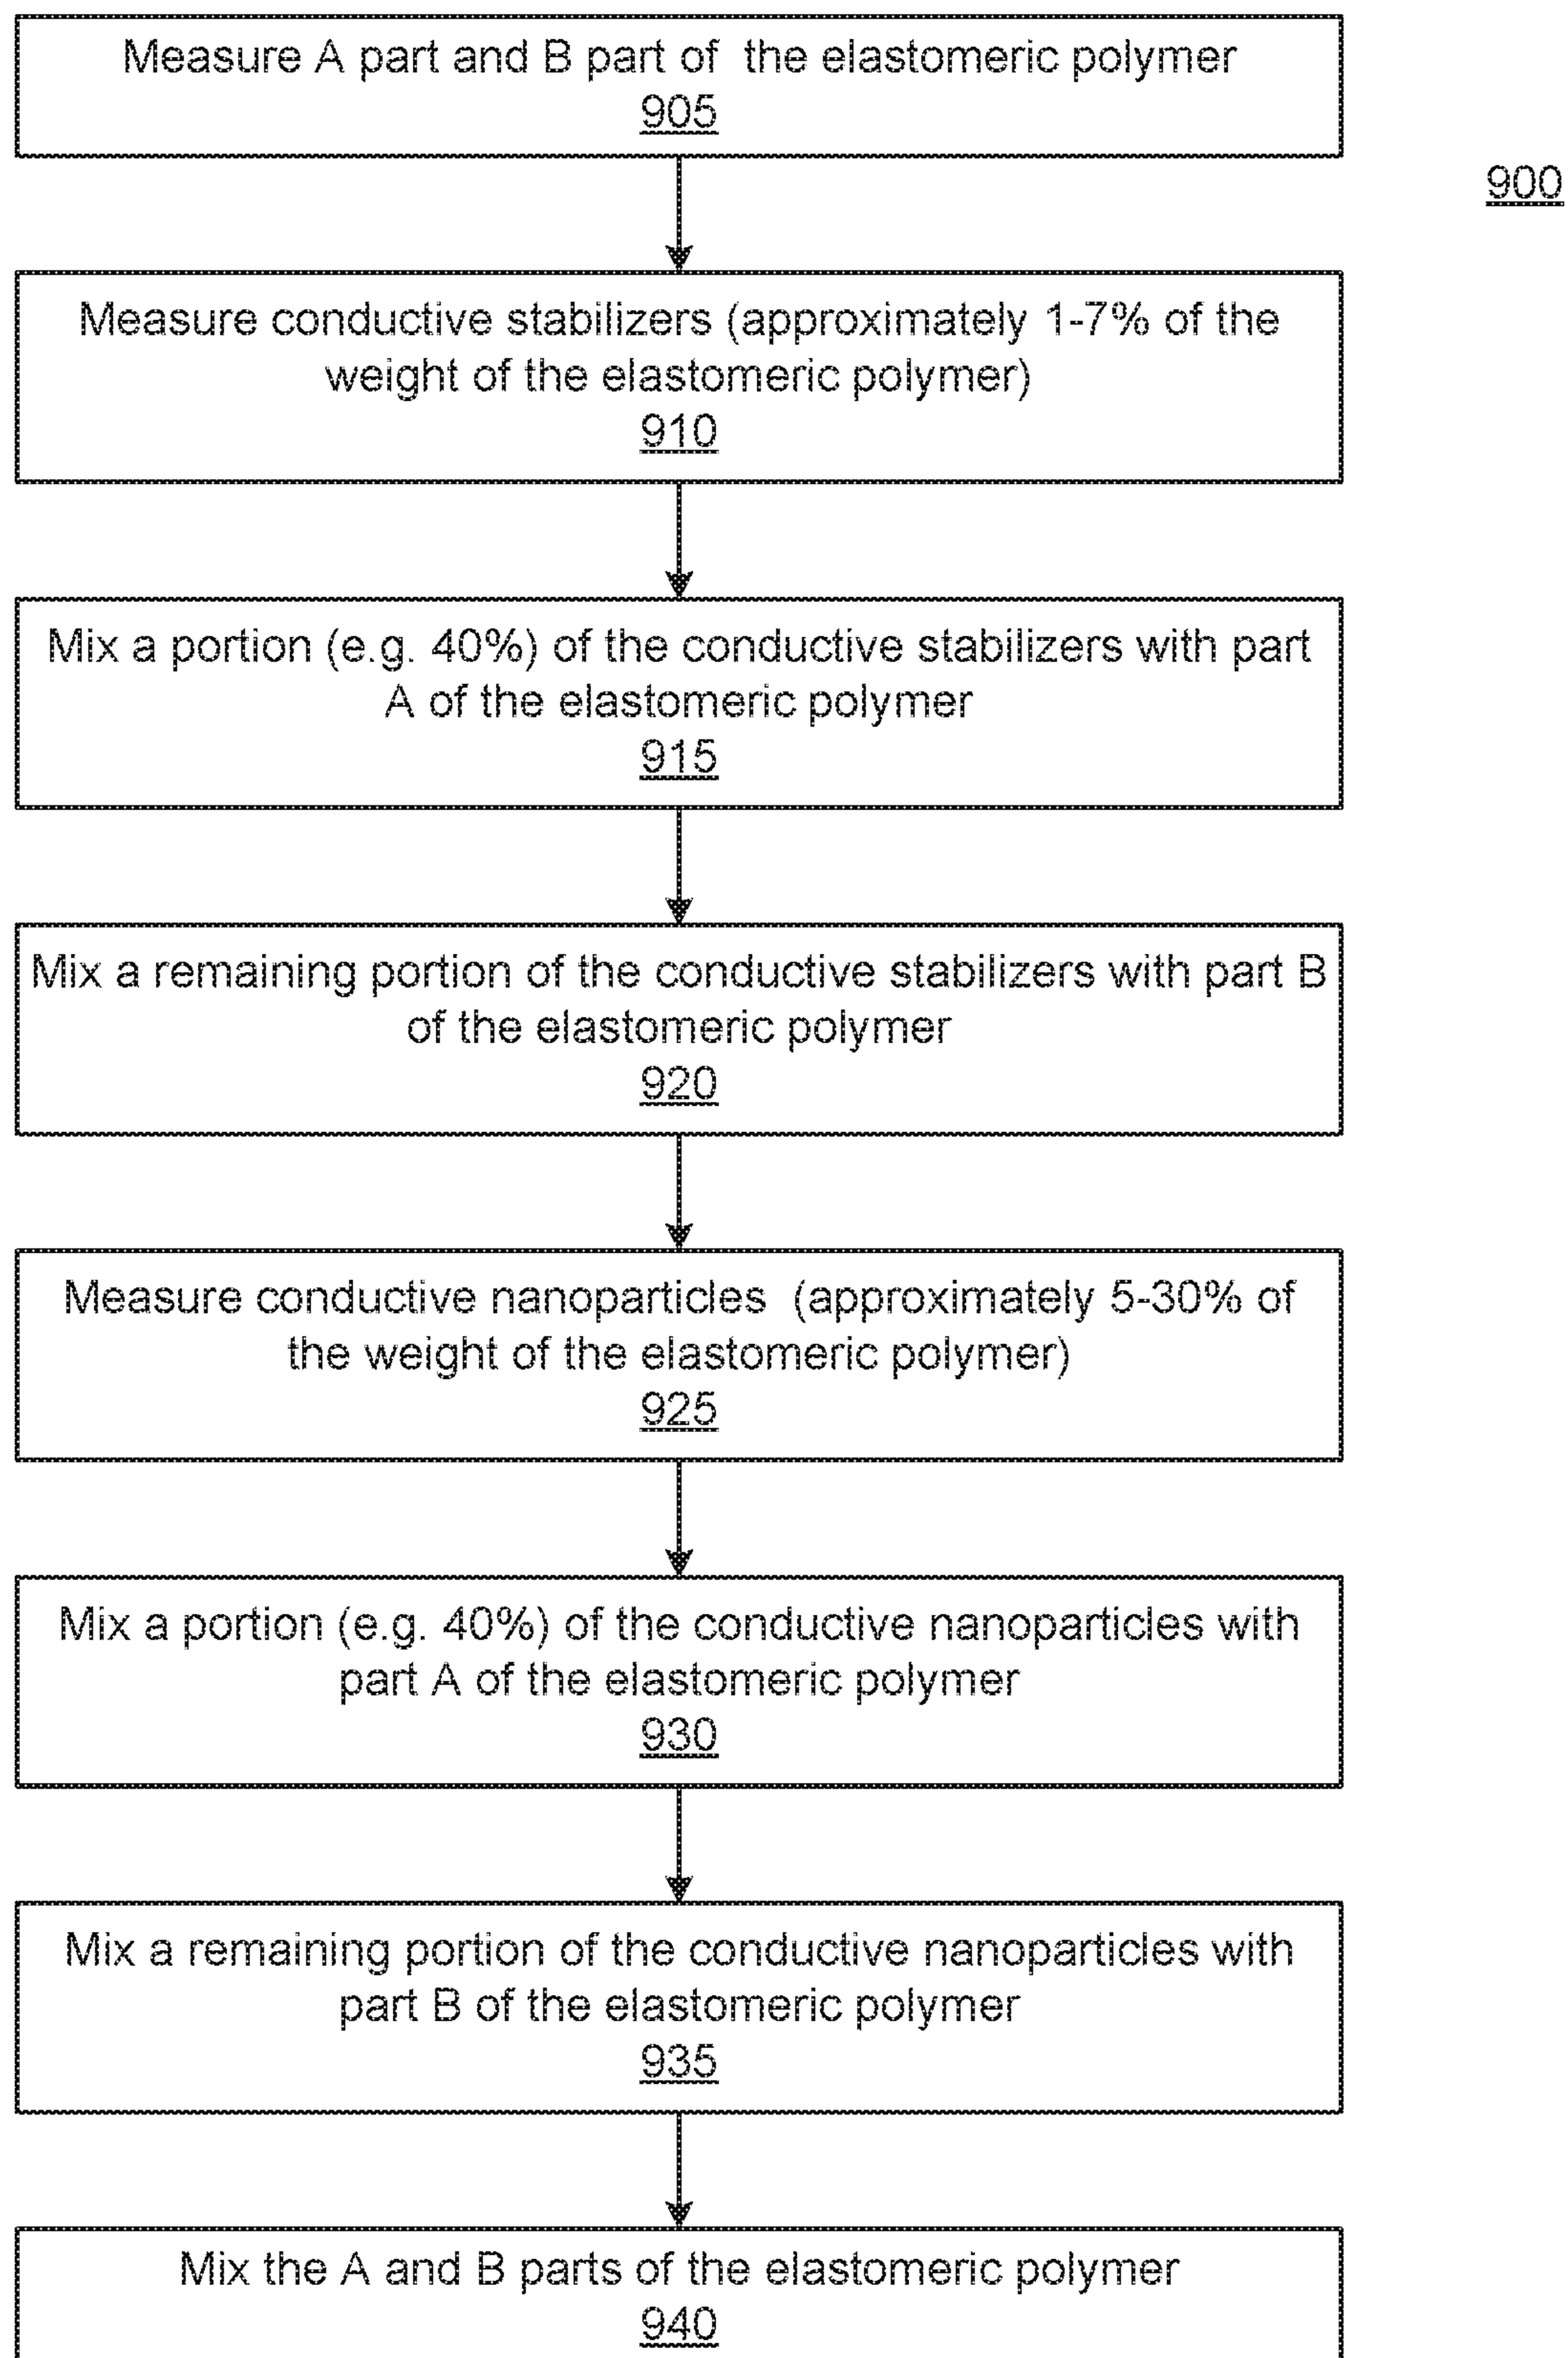 Measure A part and B part of the elastomeric polymer
905
900
Measure conductive stabilizers (approximately 1-7% of the
weight of the elastomeric polymer)
910
Mix a portion (e.g. 40%) of the conductive stabilizers with part
A of the elastomeric polymer
915
Mix a remaining portion of the conductive stabilizers with part B
of the elastomeric polymer
920
Measure conductive nanoparticles (approximately 5-30% of
the weight of the elastomeric polymer)
925
Mix a portion (e.g. 40%) of the conductive nanoparticles with
part A of the elastomeric polymer
930
Mix a remaining portion of the conductive nanoparticles with
part B of the elastomeric polymer
935
Mix the A and B parts of the elastomeric polymer
940